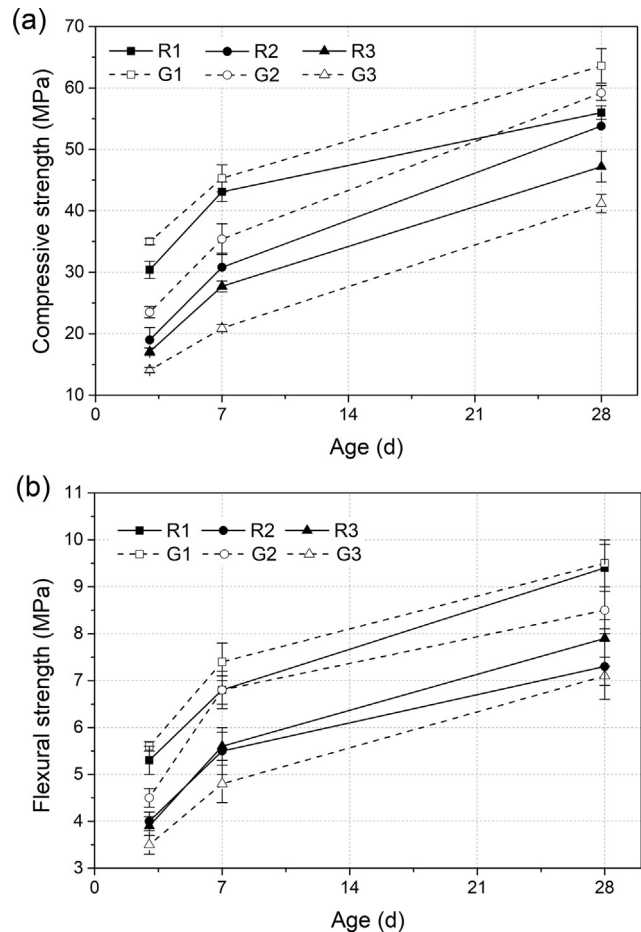 (a)
70
60
50
40
30
20
10
Compressive strength (MPa)
R1 R2 R3
G1 G2 G3
0 7 14 21 28
Age (d)
(b)
11
10
9
8
7
6
5
4
3
Flexural strength (MPa)
R1 R2 R3
G1 G2 G3
0 7 14 21 28
Age (d)